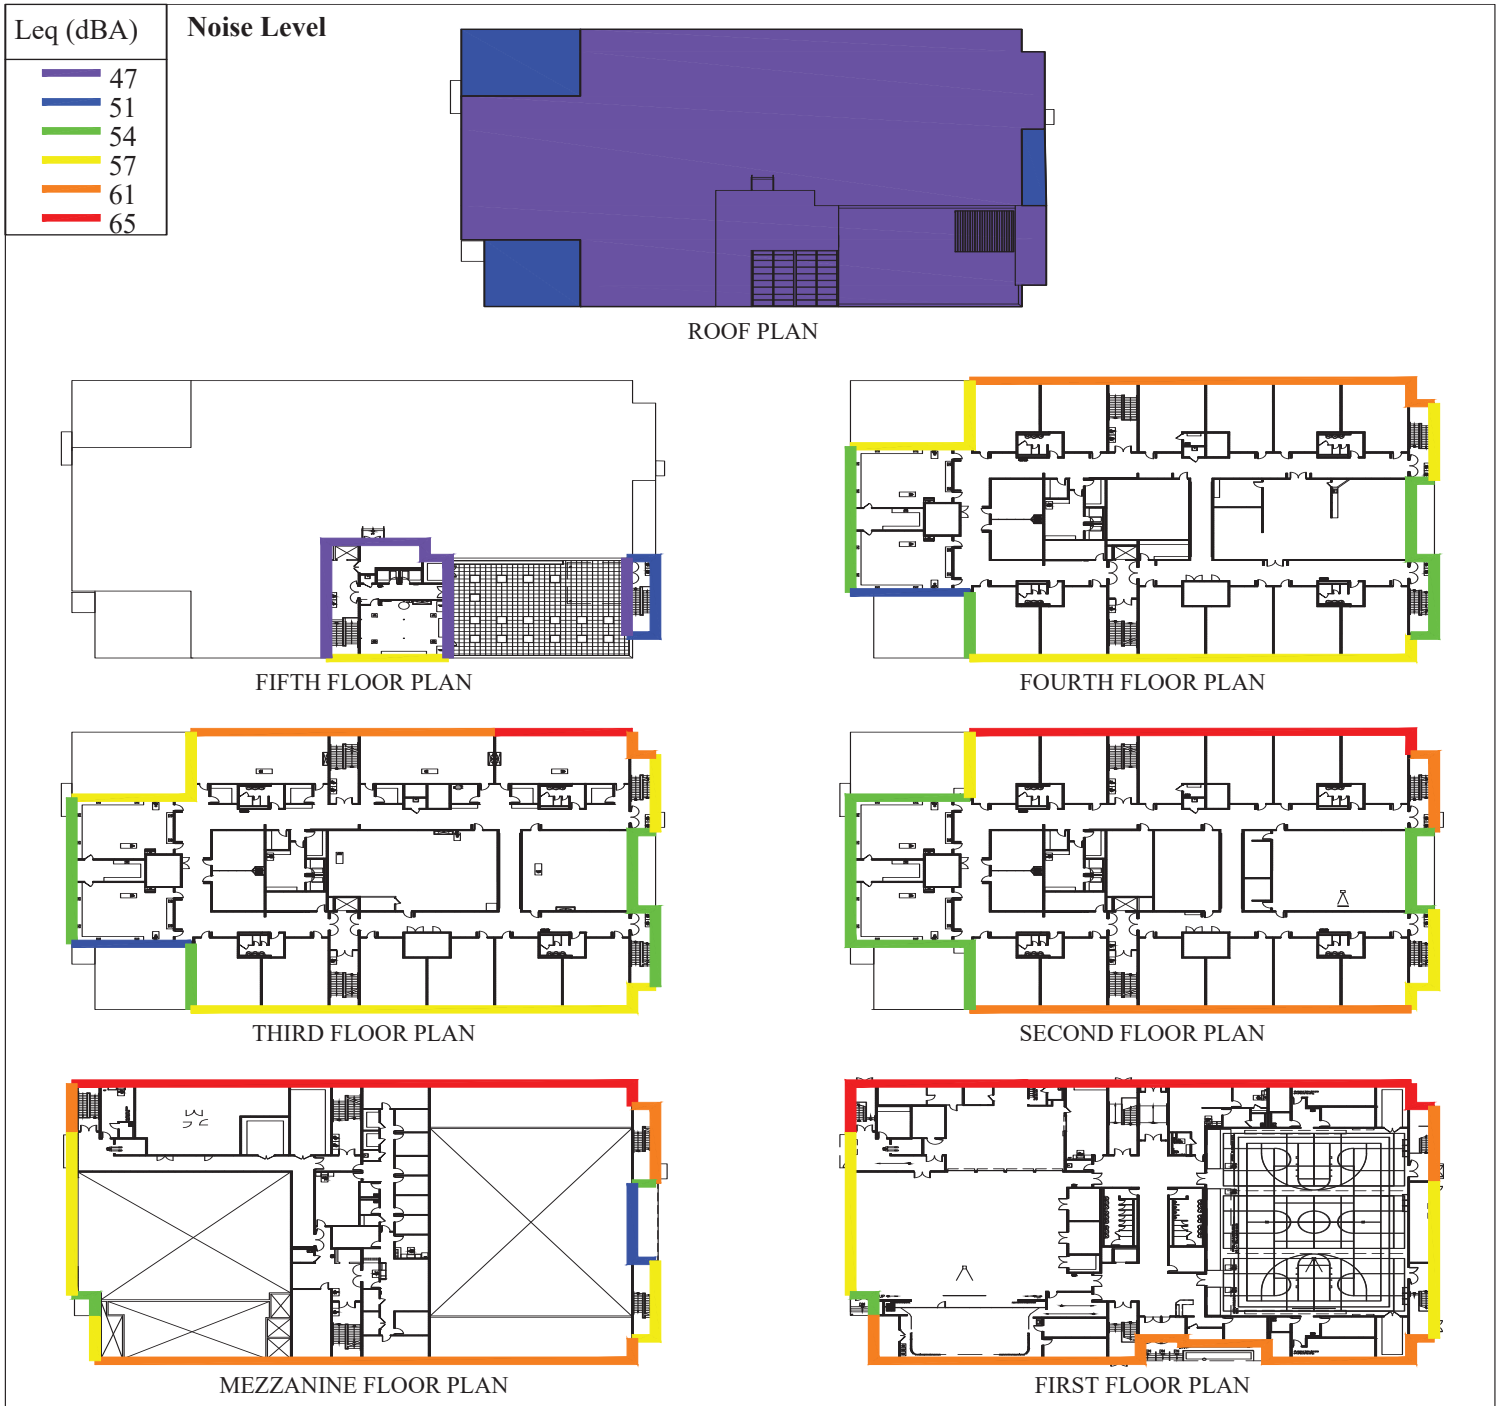 Leq (dBA)
Noise Level
47
51
54
57
61
65
ROOF PLAN
FIFTH FLOOR PLAN
FOURTH FLOOR PLAN
THIRD FLOOR PLAN
SECOND FLOOR PLAN
MEZZANINE FLOOR PLAN
FIRST FLOOR PLAN